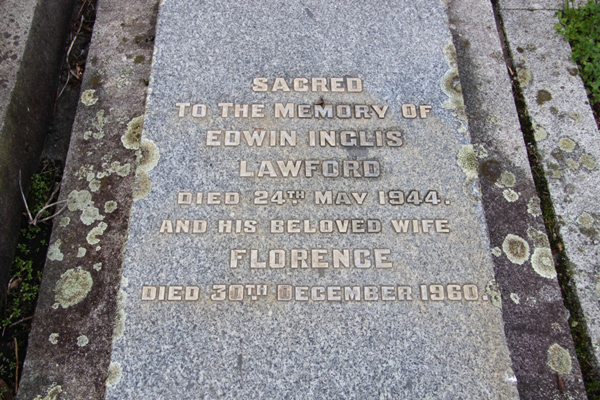 SACRED
TO THE MEMORY OF
EDWIN INGLIS
LAWFORD
DIED 24TH MAY 1944.
AND HIS BELOVED WIFE
FLORENCE
DIED 30TH DECEMBER 1960.